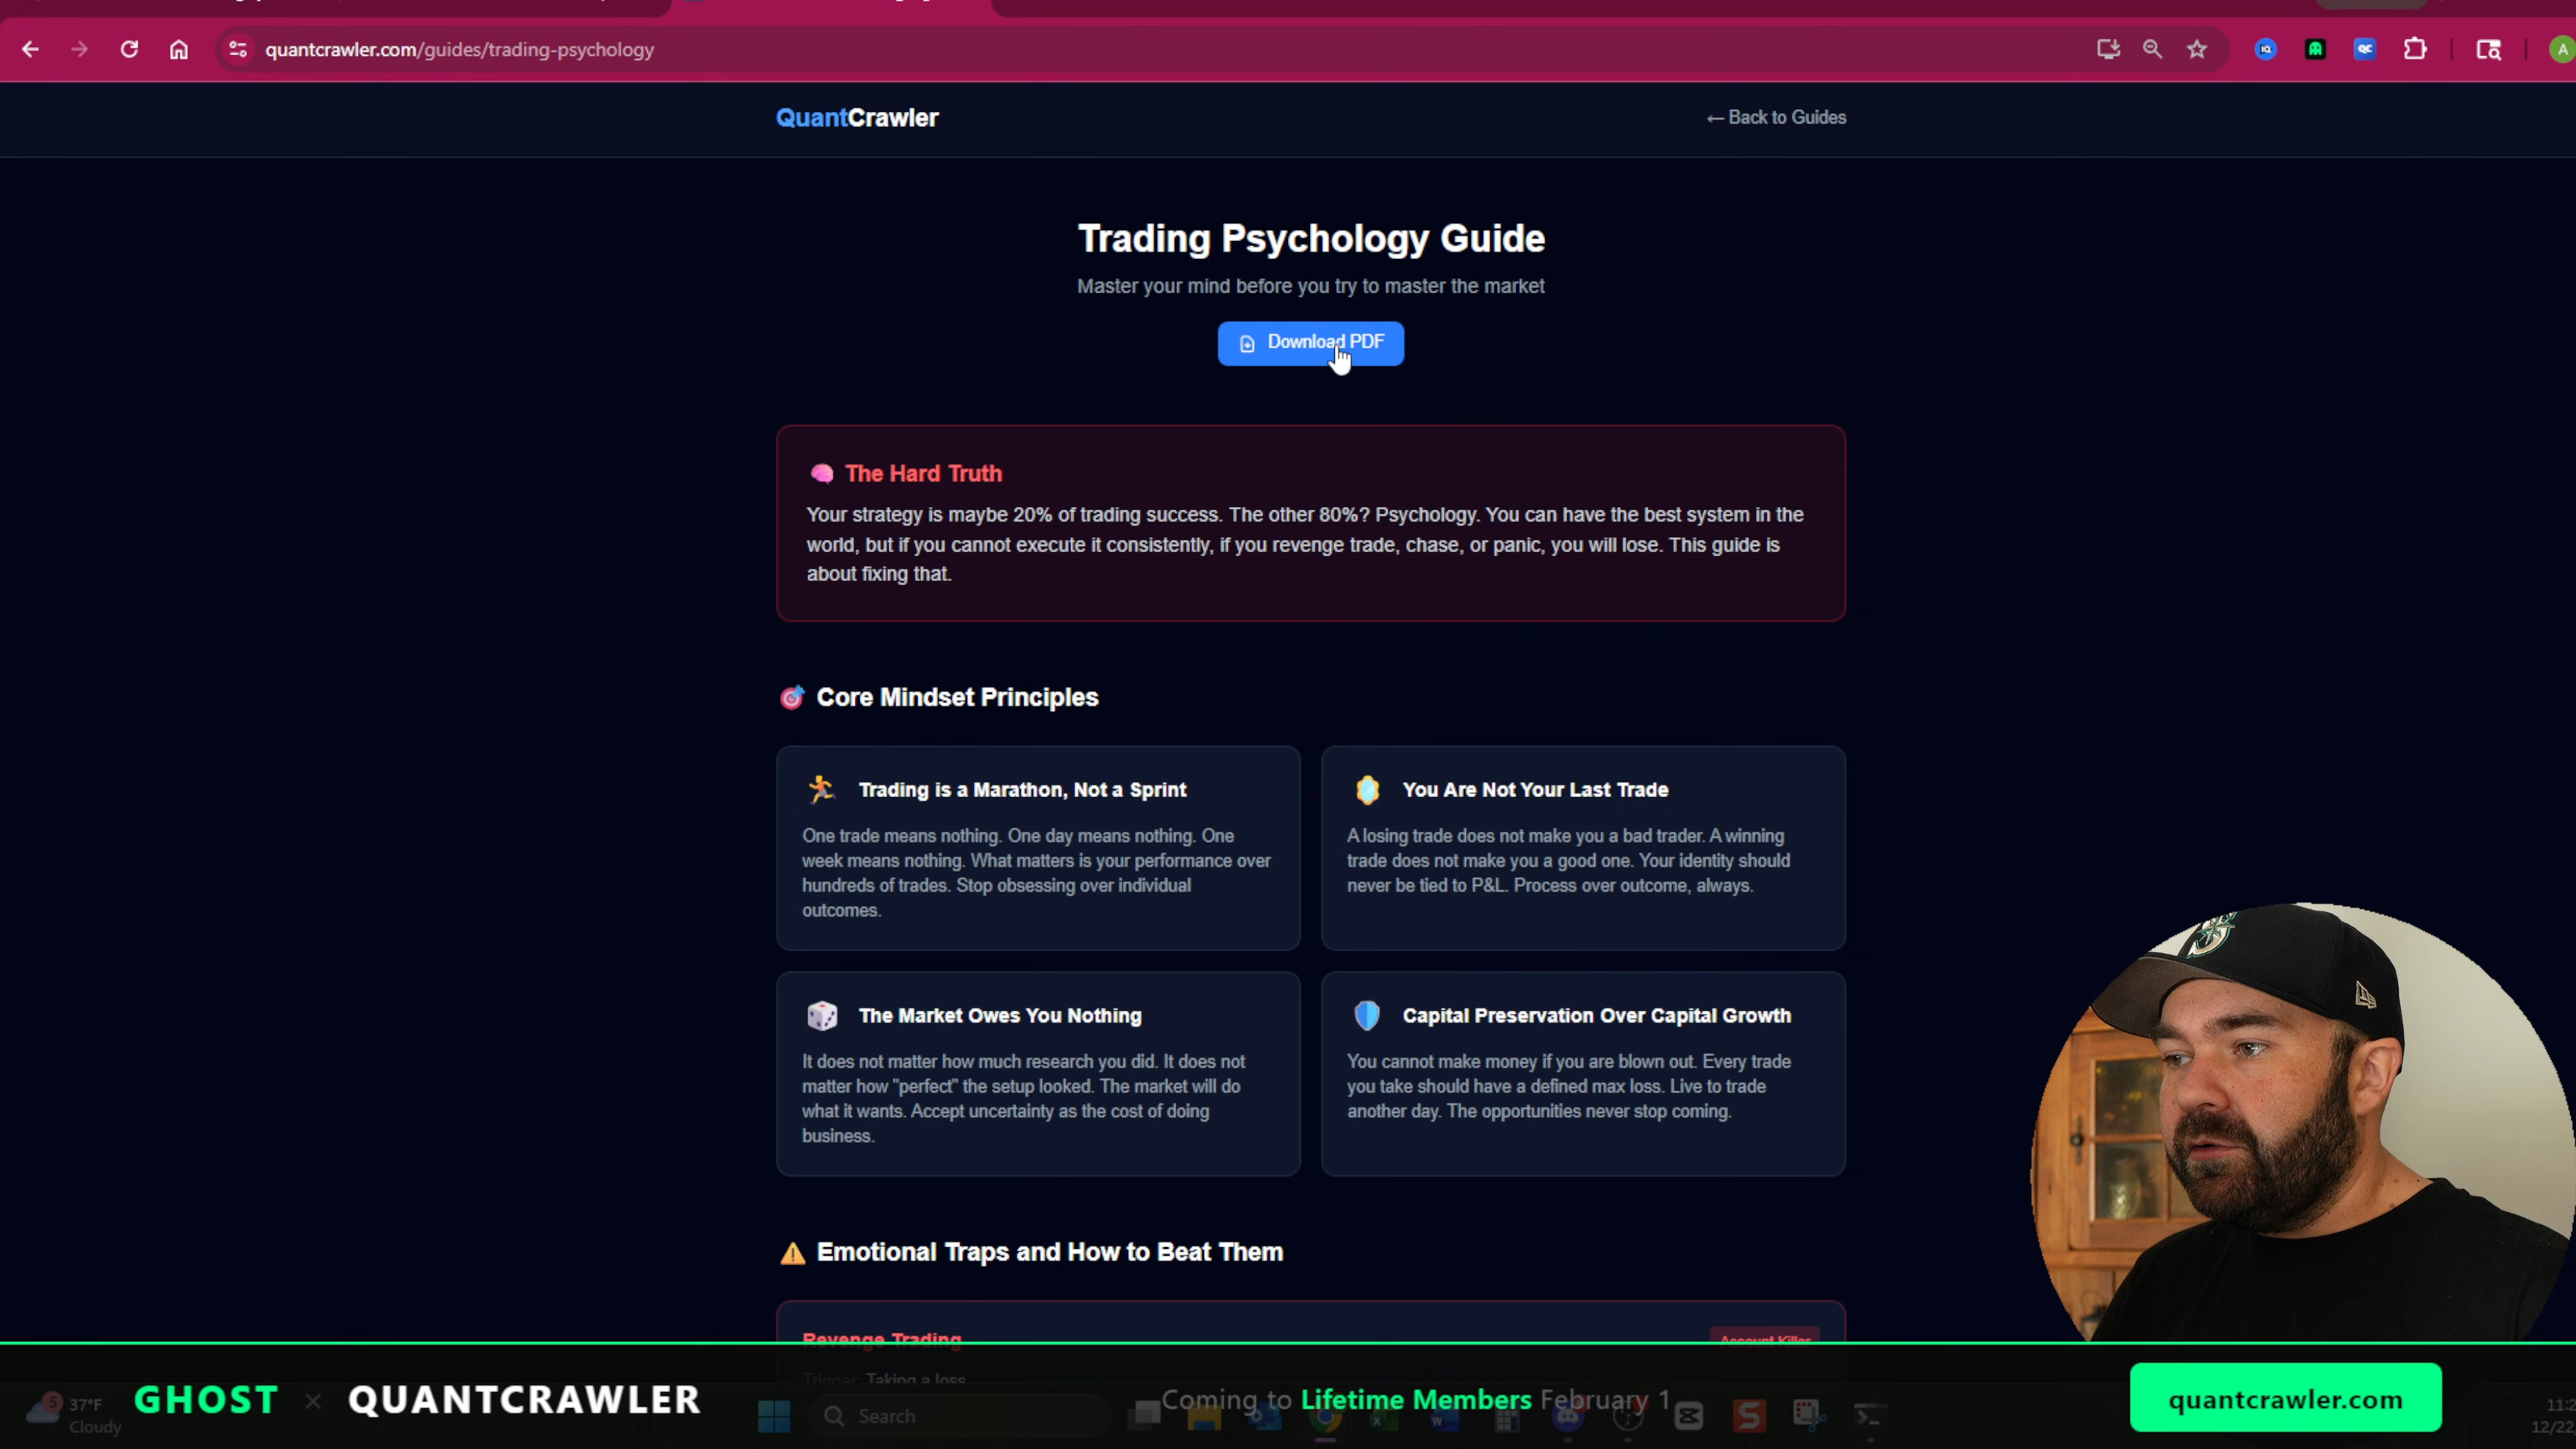 quantcrawler.com/guides/trading-psychology
A
QuantCrawler
← Back to Guides
Trading Psychology Guide
Master your mind before you try to master the market
Download PDF
The Hard Truth
Your strategy is maybe 20% of trading success. The other 80%? Psychology. You can have the best system in the
world, but if you cannot execute it consistently, if you revenge trade, chase, or panic, you will lose. This guide is
about fixing that.
Core Mindset Principles
Trading is a Marathon, Not a Sprint
One trade means nothing. One day means nothing. One
week means nothing. What matters is your performance over
hundreds of trades. Stop obsessing over individual
outcomes.
You Are Not Your Last Trade
A losing trade does not make you a bad trader. A winning
trade does not make you a good one. Your identity should
never be tied to P&L. Process over outcome, always.
The Market Owes You Nothing
It does not matter how much research you did. It does not
matter how "perfect" the setup looked. The market will do
what it wants. Accept uncertainty as the cost of doing
business.
Capital Preservation Over Capital Growth
You cannot make money if you are blown out. Every trade
you take should have a defined max loss. Live to trade
another day. The opportunities never stop coming.
Emotional Traps and How to Beat Them
Revenge Trading
Account Killer
Trigger: Taking a loss
5
37°F
Cloudy
GHOST × QUANTCRAWLER
Search
Coming to Lifetime Members February 1
quantcrawler.com
11:2
12/22